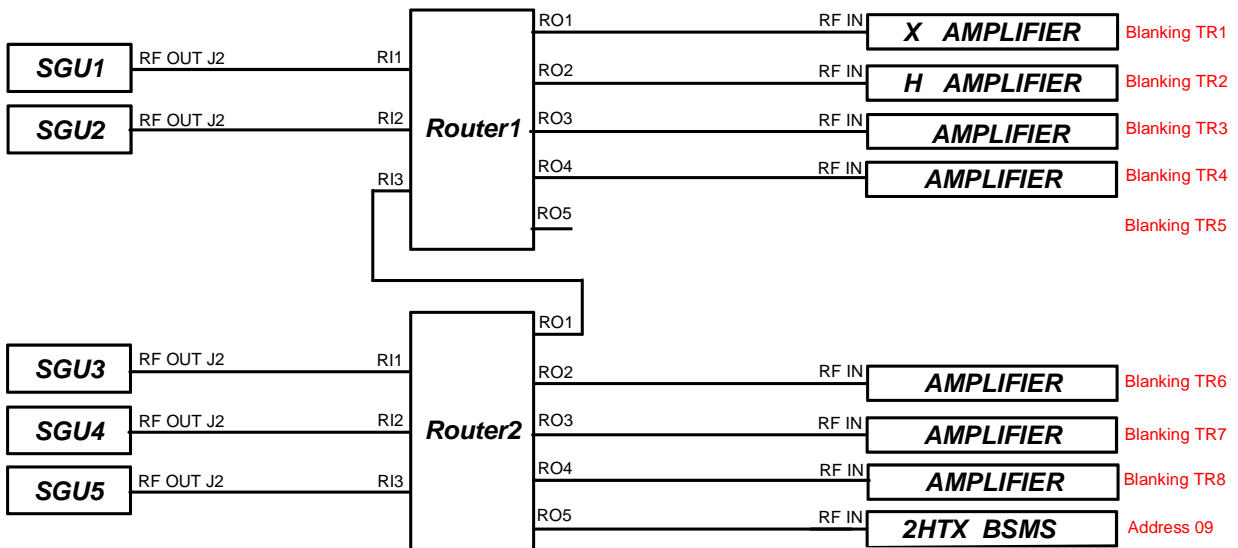 RO1 RF IN X AMPLIFIER Blanking TR1
SGU1 RF OUT J2 RI1
RO2 RF IN H AMPLIFIER Blanking TR2
SGU2 RF OUT J2 RI2 Router1 RO3 RF IN AMPLIFIER Blanking TR3
RI3 RO4 RF IN AMPLIFIER Blanking TR4
RO5 Blanking TR5
RO1
SGU3 RF OUT J2 RI1
RO2 RF IN AMPLIFIER Blanking TR6
SGU4 RF OUT J2 RI2 Router2 RO3 RF IN AMPLIFIER Blanking TR7
SGU5 RF OUT J2 RI3 RO4 RF IN AMPLIFIER Blanking TR8
RO5 RF IN 2HTX BSMS Address 09